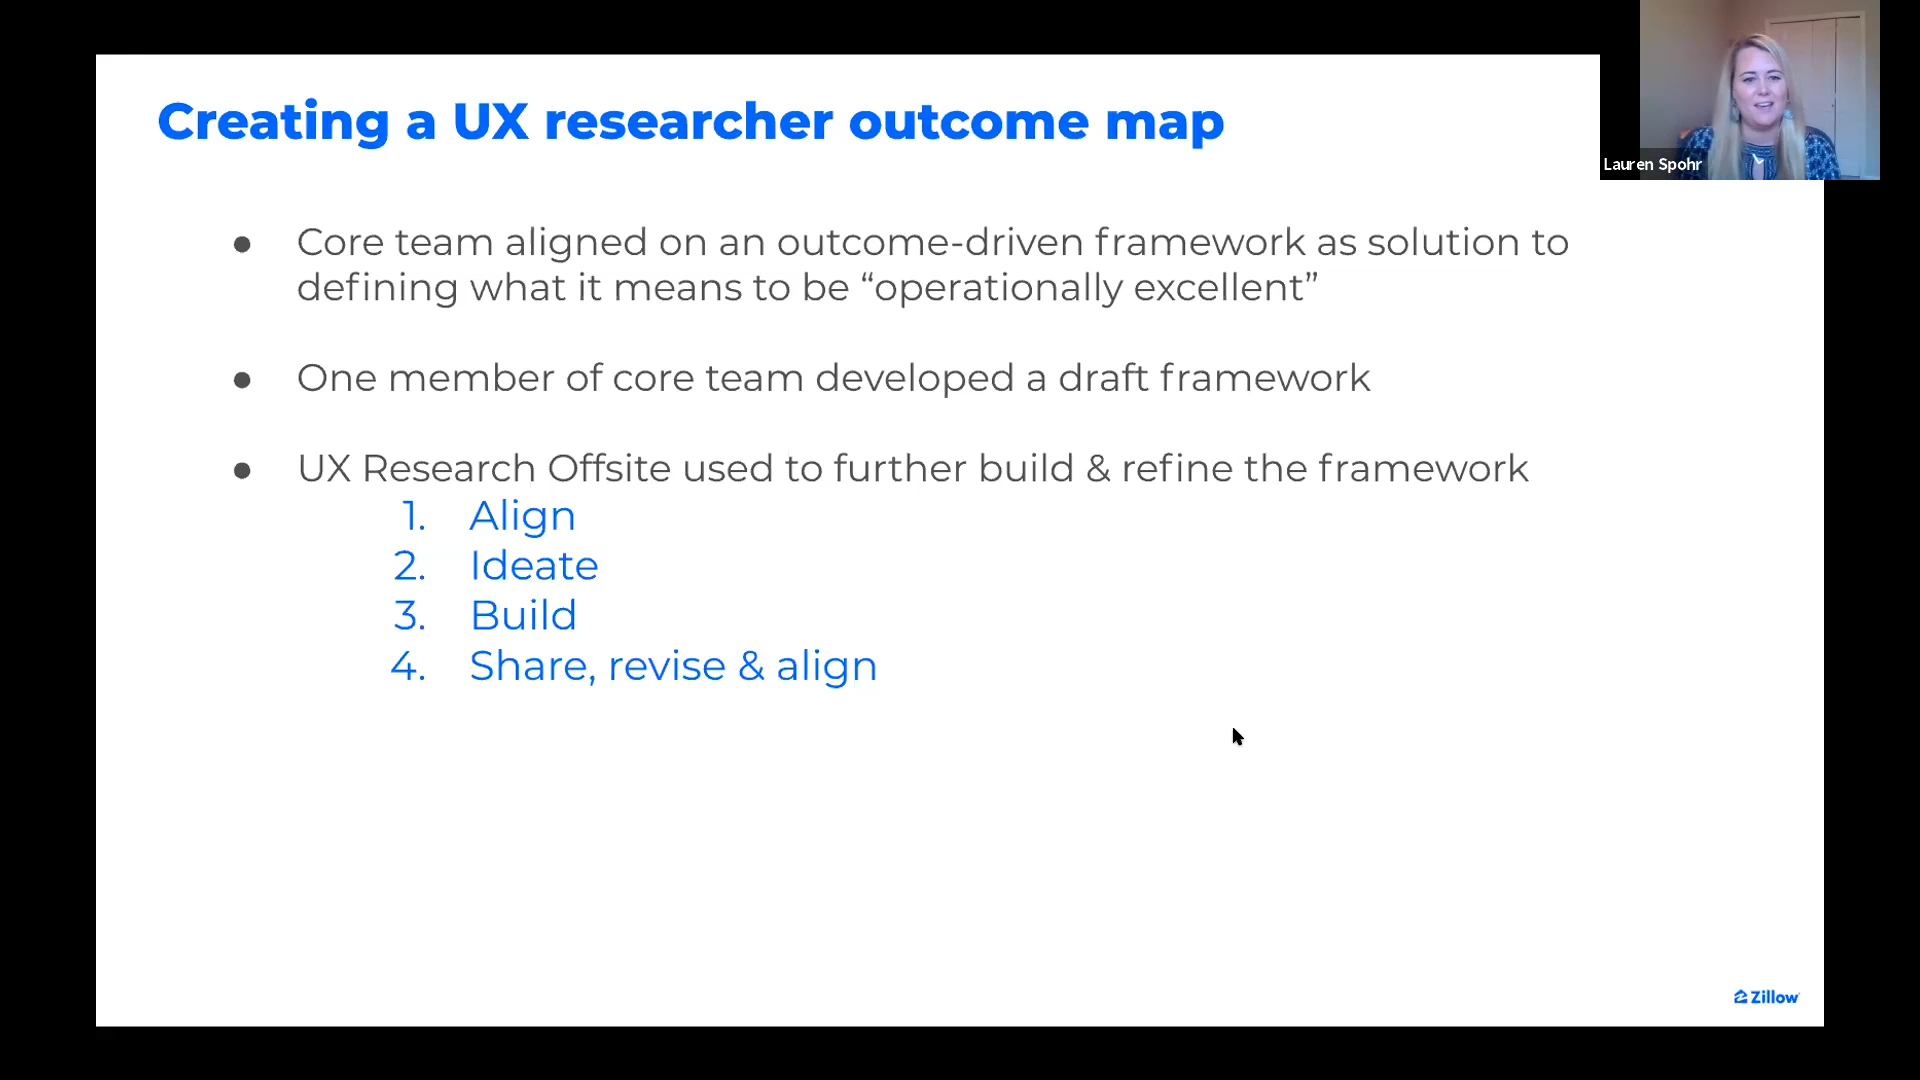 Creating a UX researcher outcome map
Lauren Spohr
● Core team aligned on an outcome-driven framework as solution to
defining what it means to be “operationally excellent”
● One member of core team developed a draft framework
● UX Research Offsite used to further build & refine the framework
1. Align
2. Ideate
3. Build
4. Share, revise & align
Zillow